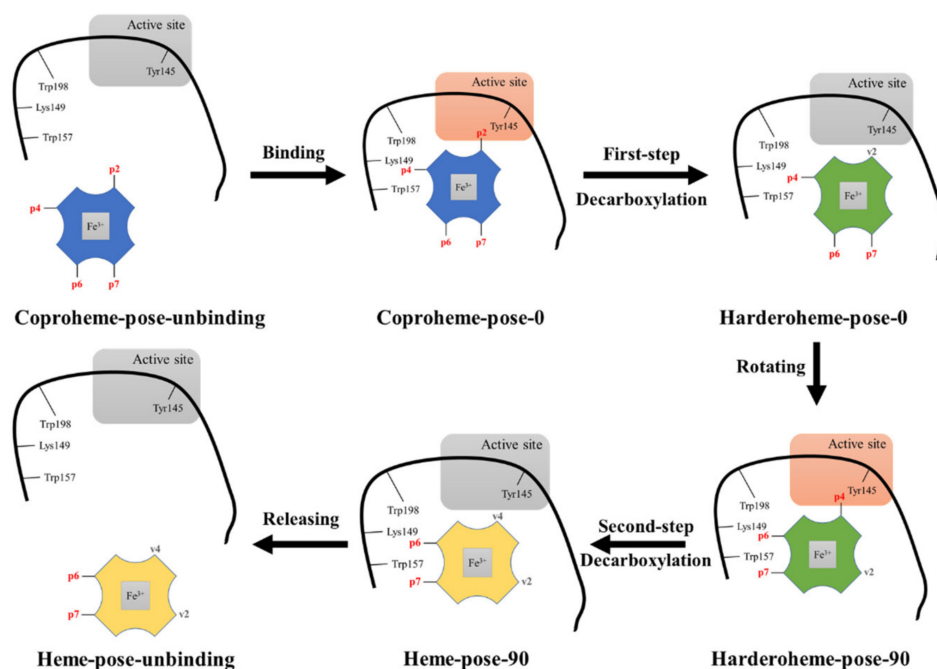 Active site
Trp198
Tyr145
Lys149
Trp157
p2
p4
Fe³⁺
p6
p7
Coproheme-pose-unbinding
Binding
Active site
Trp198
Tyr145
p2
Lys149
p4
Trp157
Fe³⁺
p6
p7
Coproheme-pose-0
First-step
Decarboxylation
Active site
Trp198
Tyr145
v2
Lys149
p4
Trp157
Fe³⁺
p6
p7
Harderoheme-pose-0
Rotating
Active site
Tyr145
p4
Trp198
Lys149
p6
Trp157
Fe³⁺
p7
v2
Harderoheme-pose-90
Second-step
Decarboxylation
Active site
Tyr145
Trp198
v4
Lys149
p6
Trp157
Fe³⁺
p7
v2
Heme-pose-90
Releasing
Active site
Tyr145
Trp198
Lys149
Trp157
v4
p6
Fe³⁺
p7
v2
Heme-pose-unbinding